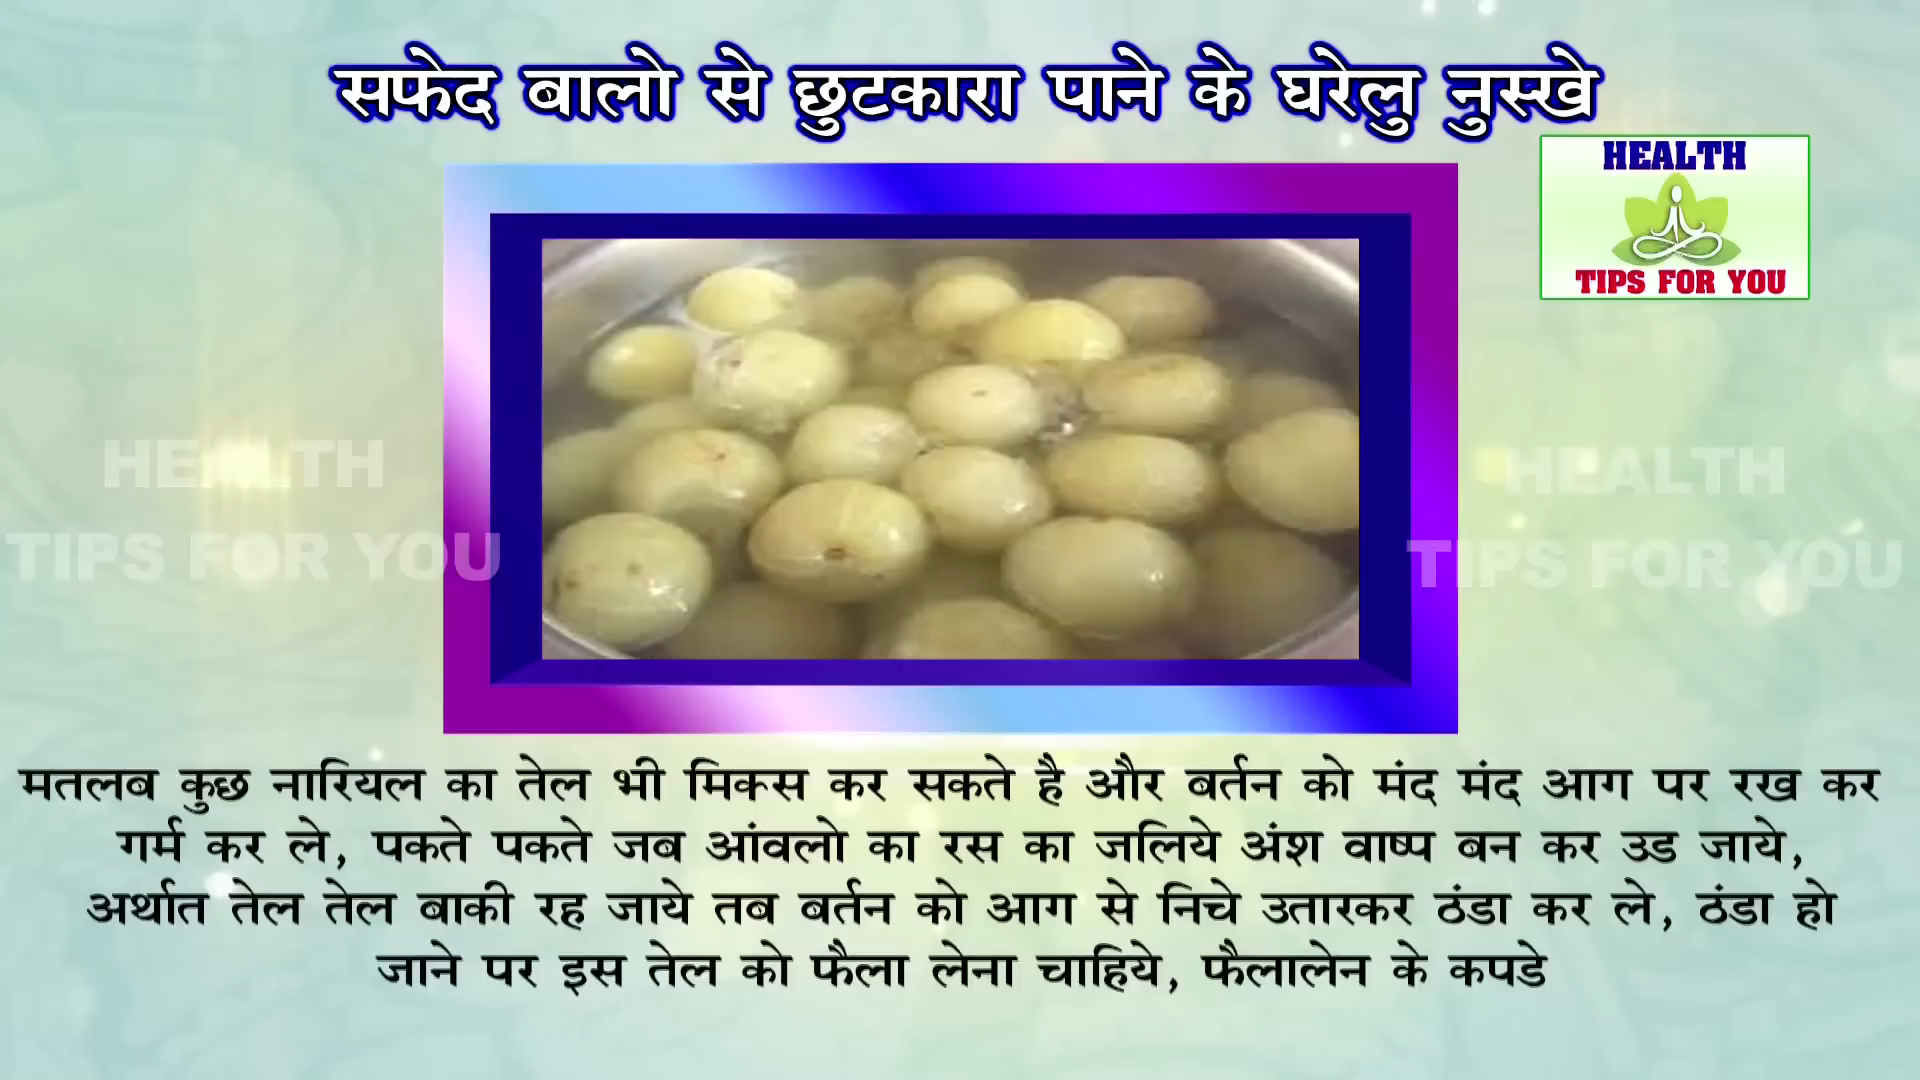 सफेद बालो से छुटकारा पाने के घरेलु नुस्खे
HEALTH
TIPS FOR YOU
HEALTH
TIPS FOR YOU
HEALTH
TIPS FOR YOU
मतलब कुछ नारियल का तेल भी मिक्स कर सकते है और बर्तन को मंद मंद आग पर रख कर
गर्म कर ले, पकते पकते जब आंवलो का रस का जलिये अंश वाष्प बन कर उड जाये,
अर्थात तेल तेल बाकी रह जाये तब बर्तन को आग से निचे उतारकर ठंडा कर ले, ठंडा हो
जाने पर इस तेल को फैला लेना चाहिये, फैलालेन के कपडे